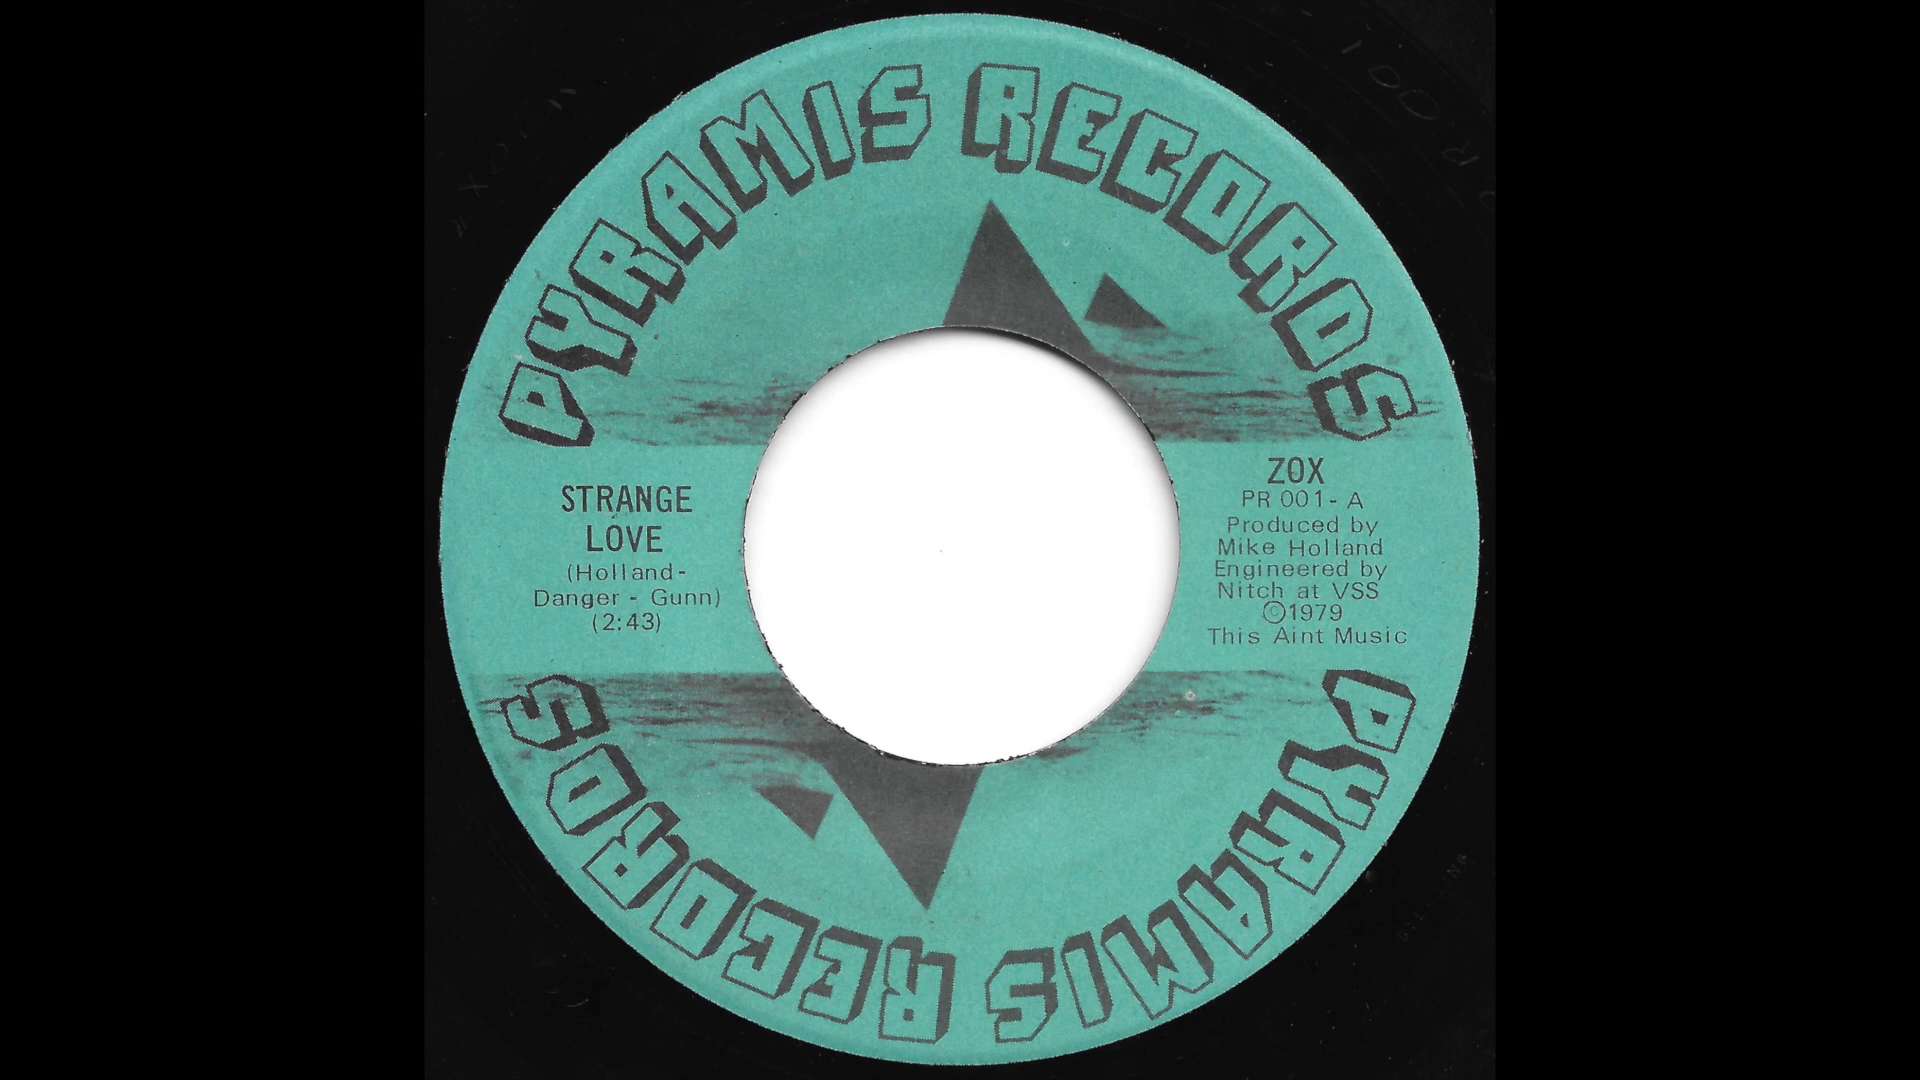 PYRAMIS RECORDS
STRANGE
LOVE
(Holland-
Danger - Gunn)
(2:43)
ZOX
PR 001- A
Produced by
Mike Holland
Engineered by
Nitch at VSS
©1979
This Aint Music
PYRAMIS RECORDS